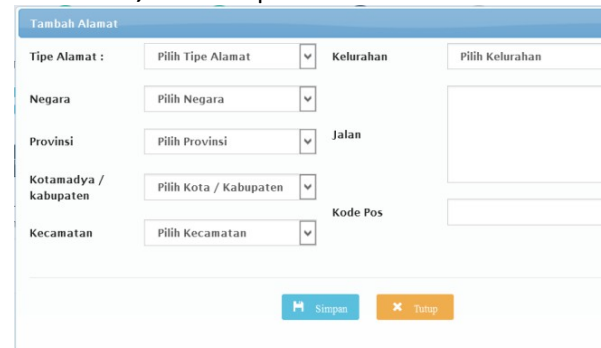 Tambah Alamat
Tipe Alamat : Pilih Tipe Alamat Kelurahan Pilih Kelurahan
Negara Pilih Negara
Provinsi Pilih Provinsi Jalan
Kotamadya /
kabupaten Pilih Kota / Kabupaten
Kode Pos
Kecamatan Pilih Kecamatan
Simpan Tutup